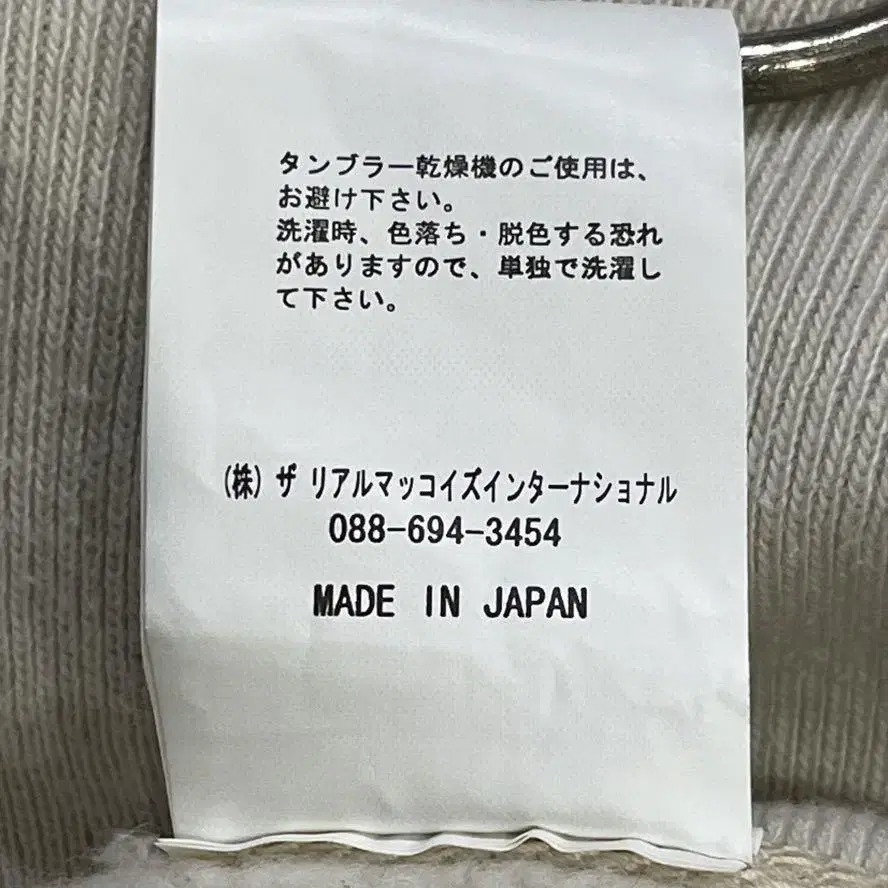 タンブラー乾燥機のご使用は、
お避け下さい。
洗濯時、色落ち・脱色する恐れ
がありますので、単独で洗濯し
て下さい。
(株) ザ リアルマッコイズインターナショナル
088-694-3454
MADE IN JAPAN